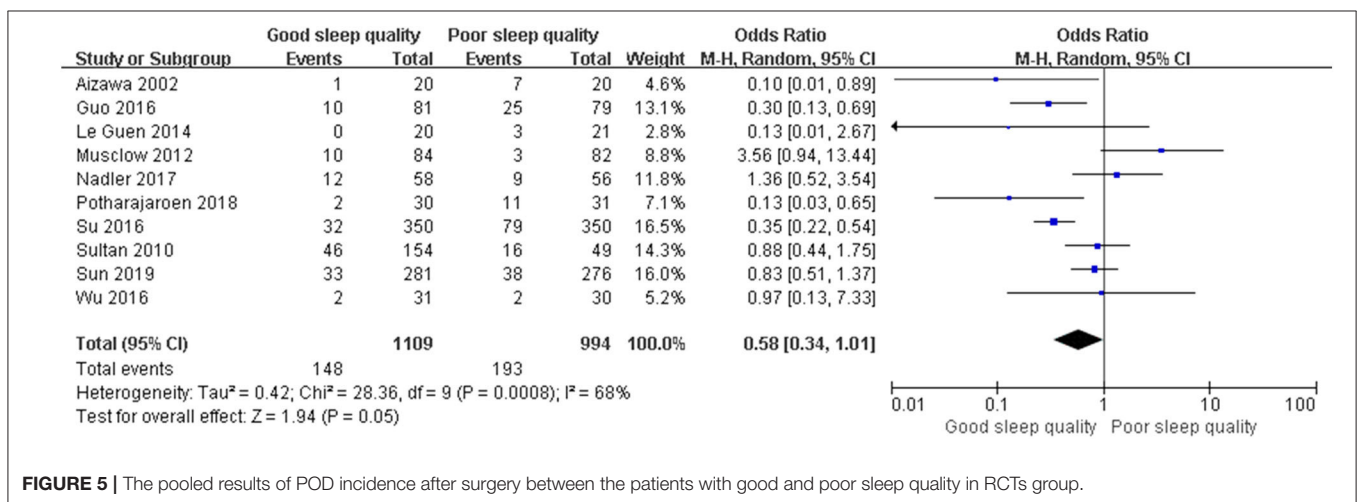 Good sleep quality Poor sleep quality Odds Ratio Odds Ratio
Study or Subgroup Events Total Events Total Weight M-H, Random, 95% CI M-H, Random, 95% CI
Aizawa 2002 1 20 7 20 4.6% 0.10 [0.01, 0.89]
Guo 2016 10 81 25 79 13.1% 0.30 [0.13, 0.69]
Le Guen 2014 0 20 3 21 2.8% 0.13 [0.01, 2.67]
Musclow 2012 10 84 3 82 8.8% 3.56 [0.94, 13.44]
Nadler 2017 12 58 9 56 11.8% 1.36 [0.52, 3.54]
Potharajaroen 2018 2 30 11 31 7.1% 0.13 [0.03, 0.65]
Su 2016 32 350 79 350 16.5% 0.35 [0.22, 0.54]
Sultan 2010 46 154 16 49 14.3% 0.88 [0.44, 1.75]
Sun 2019 33 281 38 276 16.0% 0.83 [0.51, 1.37]
Wu 2016 2 31 2 30 5.2% 0.97 [0.13, 7.33]
Total (95% CI) 1109 994 100.0% 0.58 [0.34, 1.01]
Total events 148 193
Heterogeneity: Tau² = 0.42; Chi² = 28.36, df = 9 (P = 0.0008); I² = 68%
Test for overall effect: Z = 1.94 (P = 0.05)
0.01 0.1 1 10 100
Good sleep quality Poor sleep quality
FIGURE 5 | The pooled results of POD incidence after surgery between the patients with good and poor sleep quality in RCTs group.